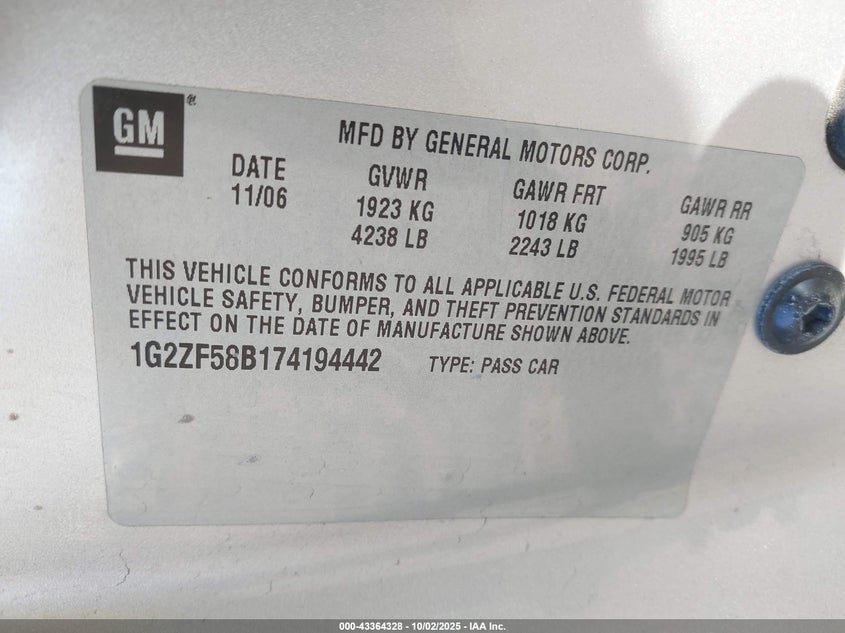 GM®
MFD BY GENERAL MOTORS CORP.
DATE GVWR GAWR FRT GAWR RR
11/06 1923 KG 1018 KG 905 KG
4238 LB 2243 LB 1995 LB
THIS VEHICLE CONFORMS TO ALL APPLICABLE U.S. FEDERAL MOTOR
VEHICLE SAFETY, BUMPER, AND THEFT PREVENTION STANDARDS IN
EFFECT ON THE DATE OF MANUFACTURE SHOWN ABOVE.
1G2ZF58B174194442 TYPE: PASS CAR
000-43364328 - 10/02/2025 - IAA Inc.